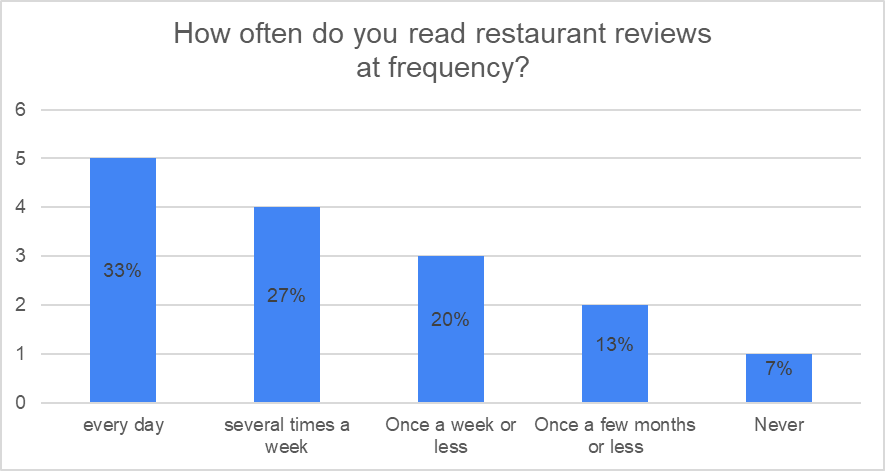 How often do you read restaurant reviews
at frequency?
6
5
4
3
2
1
0
33%
27%
20%
13%
7%
every day
several times a
week
Once a week or
less
Once a few months
or less
Never